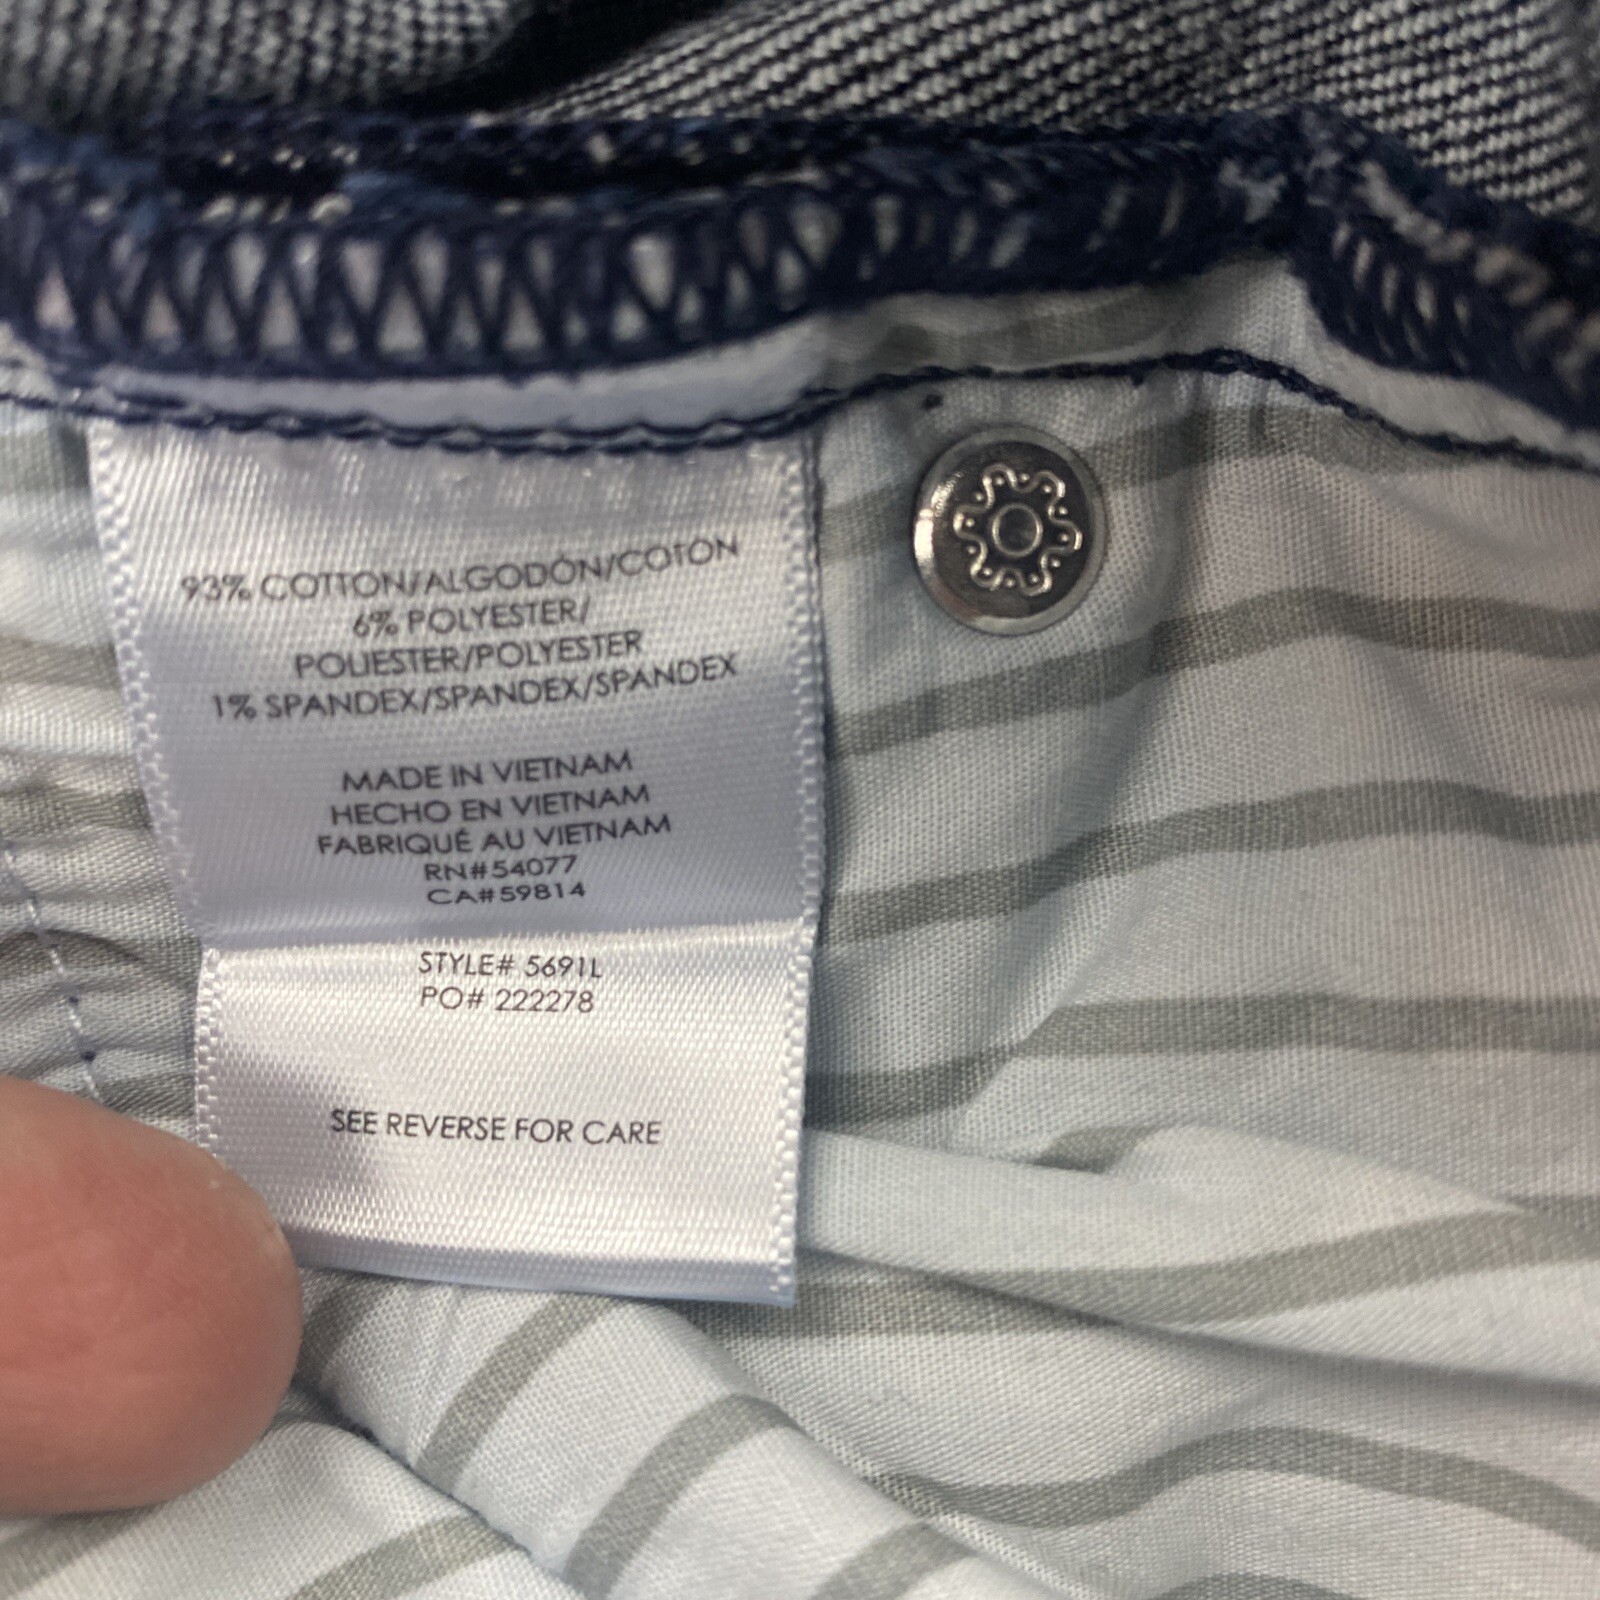 93% COTTON/ALGODÓN/COTON
6% POLYESTER/
POLIESTER/POLYESTER
1% SPANDEX/SPANDEX/SPANDEX
MADE IN VIETNAM
HECHO EN VIETNAM
FABRIQUÉ AU VIETNAM
RN#54077
CA#59814
STYLE# 5691L
PO# 222278
SEE REVERSE FOR CARE